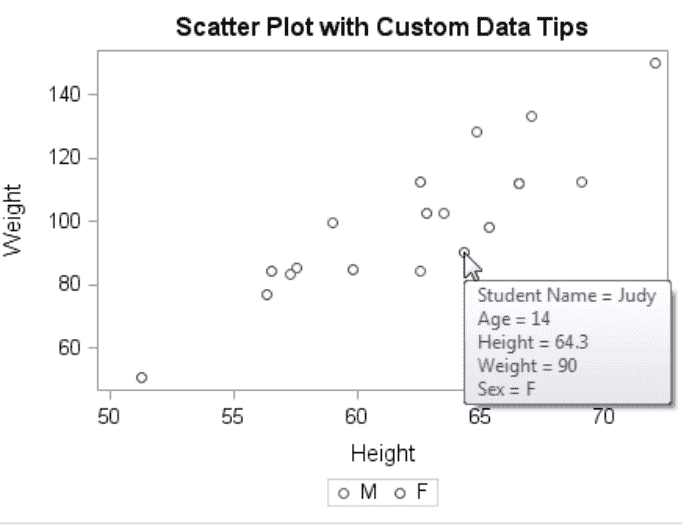 Scatter Plot with Custom Data Tips
140
120
100
80
60
Weight
Student Name = Judy
Age = 14
Height = 64.3
Weight = 90
Sex = F
50 55 60 65 70
Height
M F